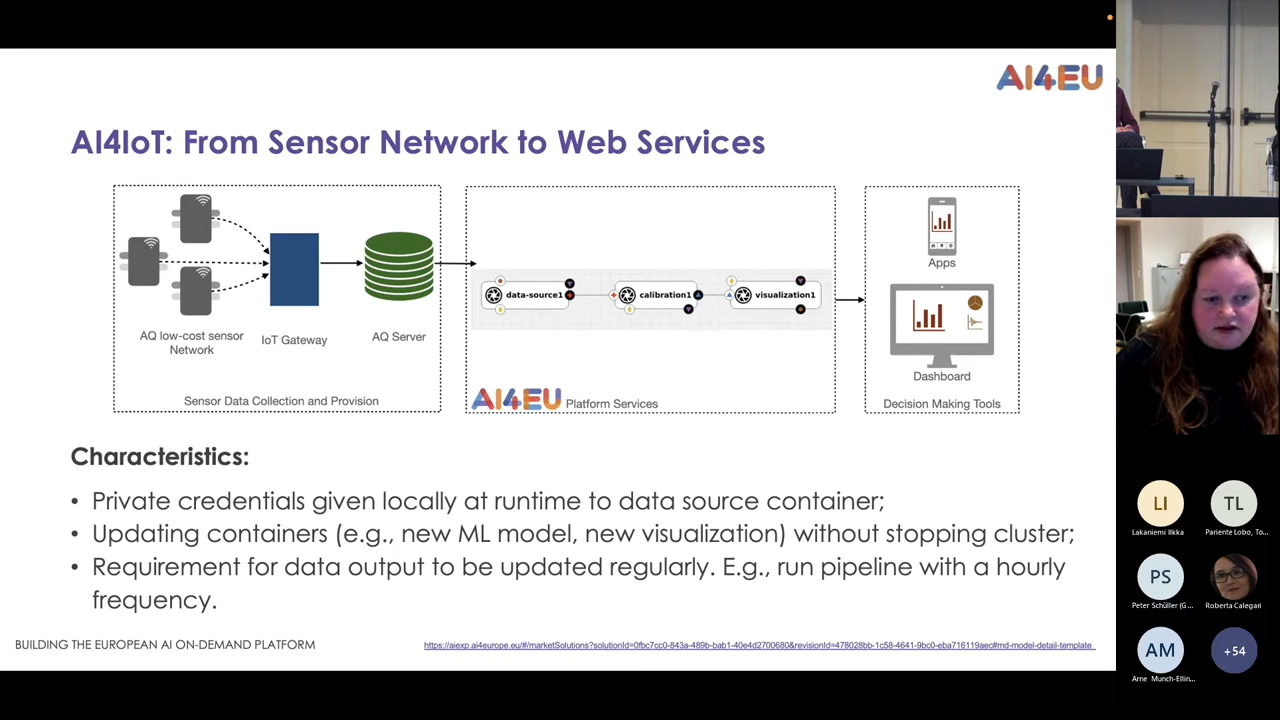 AI4EU
AI4IoT: From Sensor Network to Web Services
AQ low-cost sensor
Network
IoT Gateway
AQ Server
Sensor Data Collection and Provision
data-source1
calibration1
visualization1
AI4EU Platform Services
Apps
Dashboard
Decision Making Tools
Characteristics:
• Private credentials given locally at runtime to data source container;
• Updating containers (e.g., new ML model, new visualization) without stopping cluster;
• Requirement for data output to be updated regularly. E.g., run pipeline with a hourly
frequency.
BUILDING THE EUROPEAN AI ON-DEMAND PLATFORM
https://aiexp.ai4europe.eu/#/marketSolutions?solutionId=0fbc7cc0-843a-489b-bab1-40e4d2700680&revisionId=478028bb-1c58-4641-9bc0-eba716119aec#md-model-detail-template
LI
TL
Lakaniemi Ilkka
Pariente Lobo, To...
PS
Peter Schüller (G...
Roberta Calegari
AM
+54
Arne Munch-Ellin...